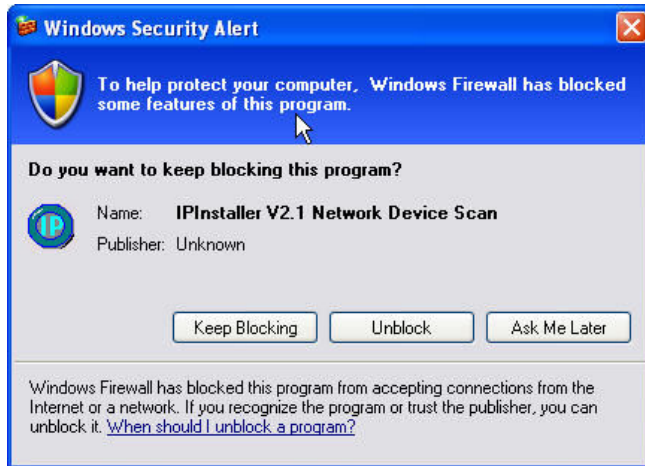 Windows Security Alert
To help protect your computer, Windows Firewall has blocked
some features of this program.
Do you want to keep blocking this program?
IP
Name: IPInstaller V2.1 Network Device Scan
Publisher: Unknown
Keep Blocking Unblock Ask Me Later
Windows Firewall has blocked this program from accepting connections from the
Internet or a network. If you recognize the program or trust the publisher, you can
unblock it. When should I unblock a program?